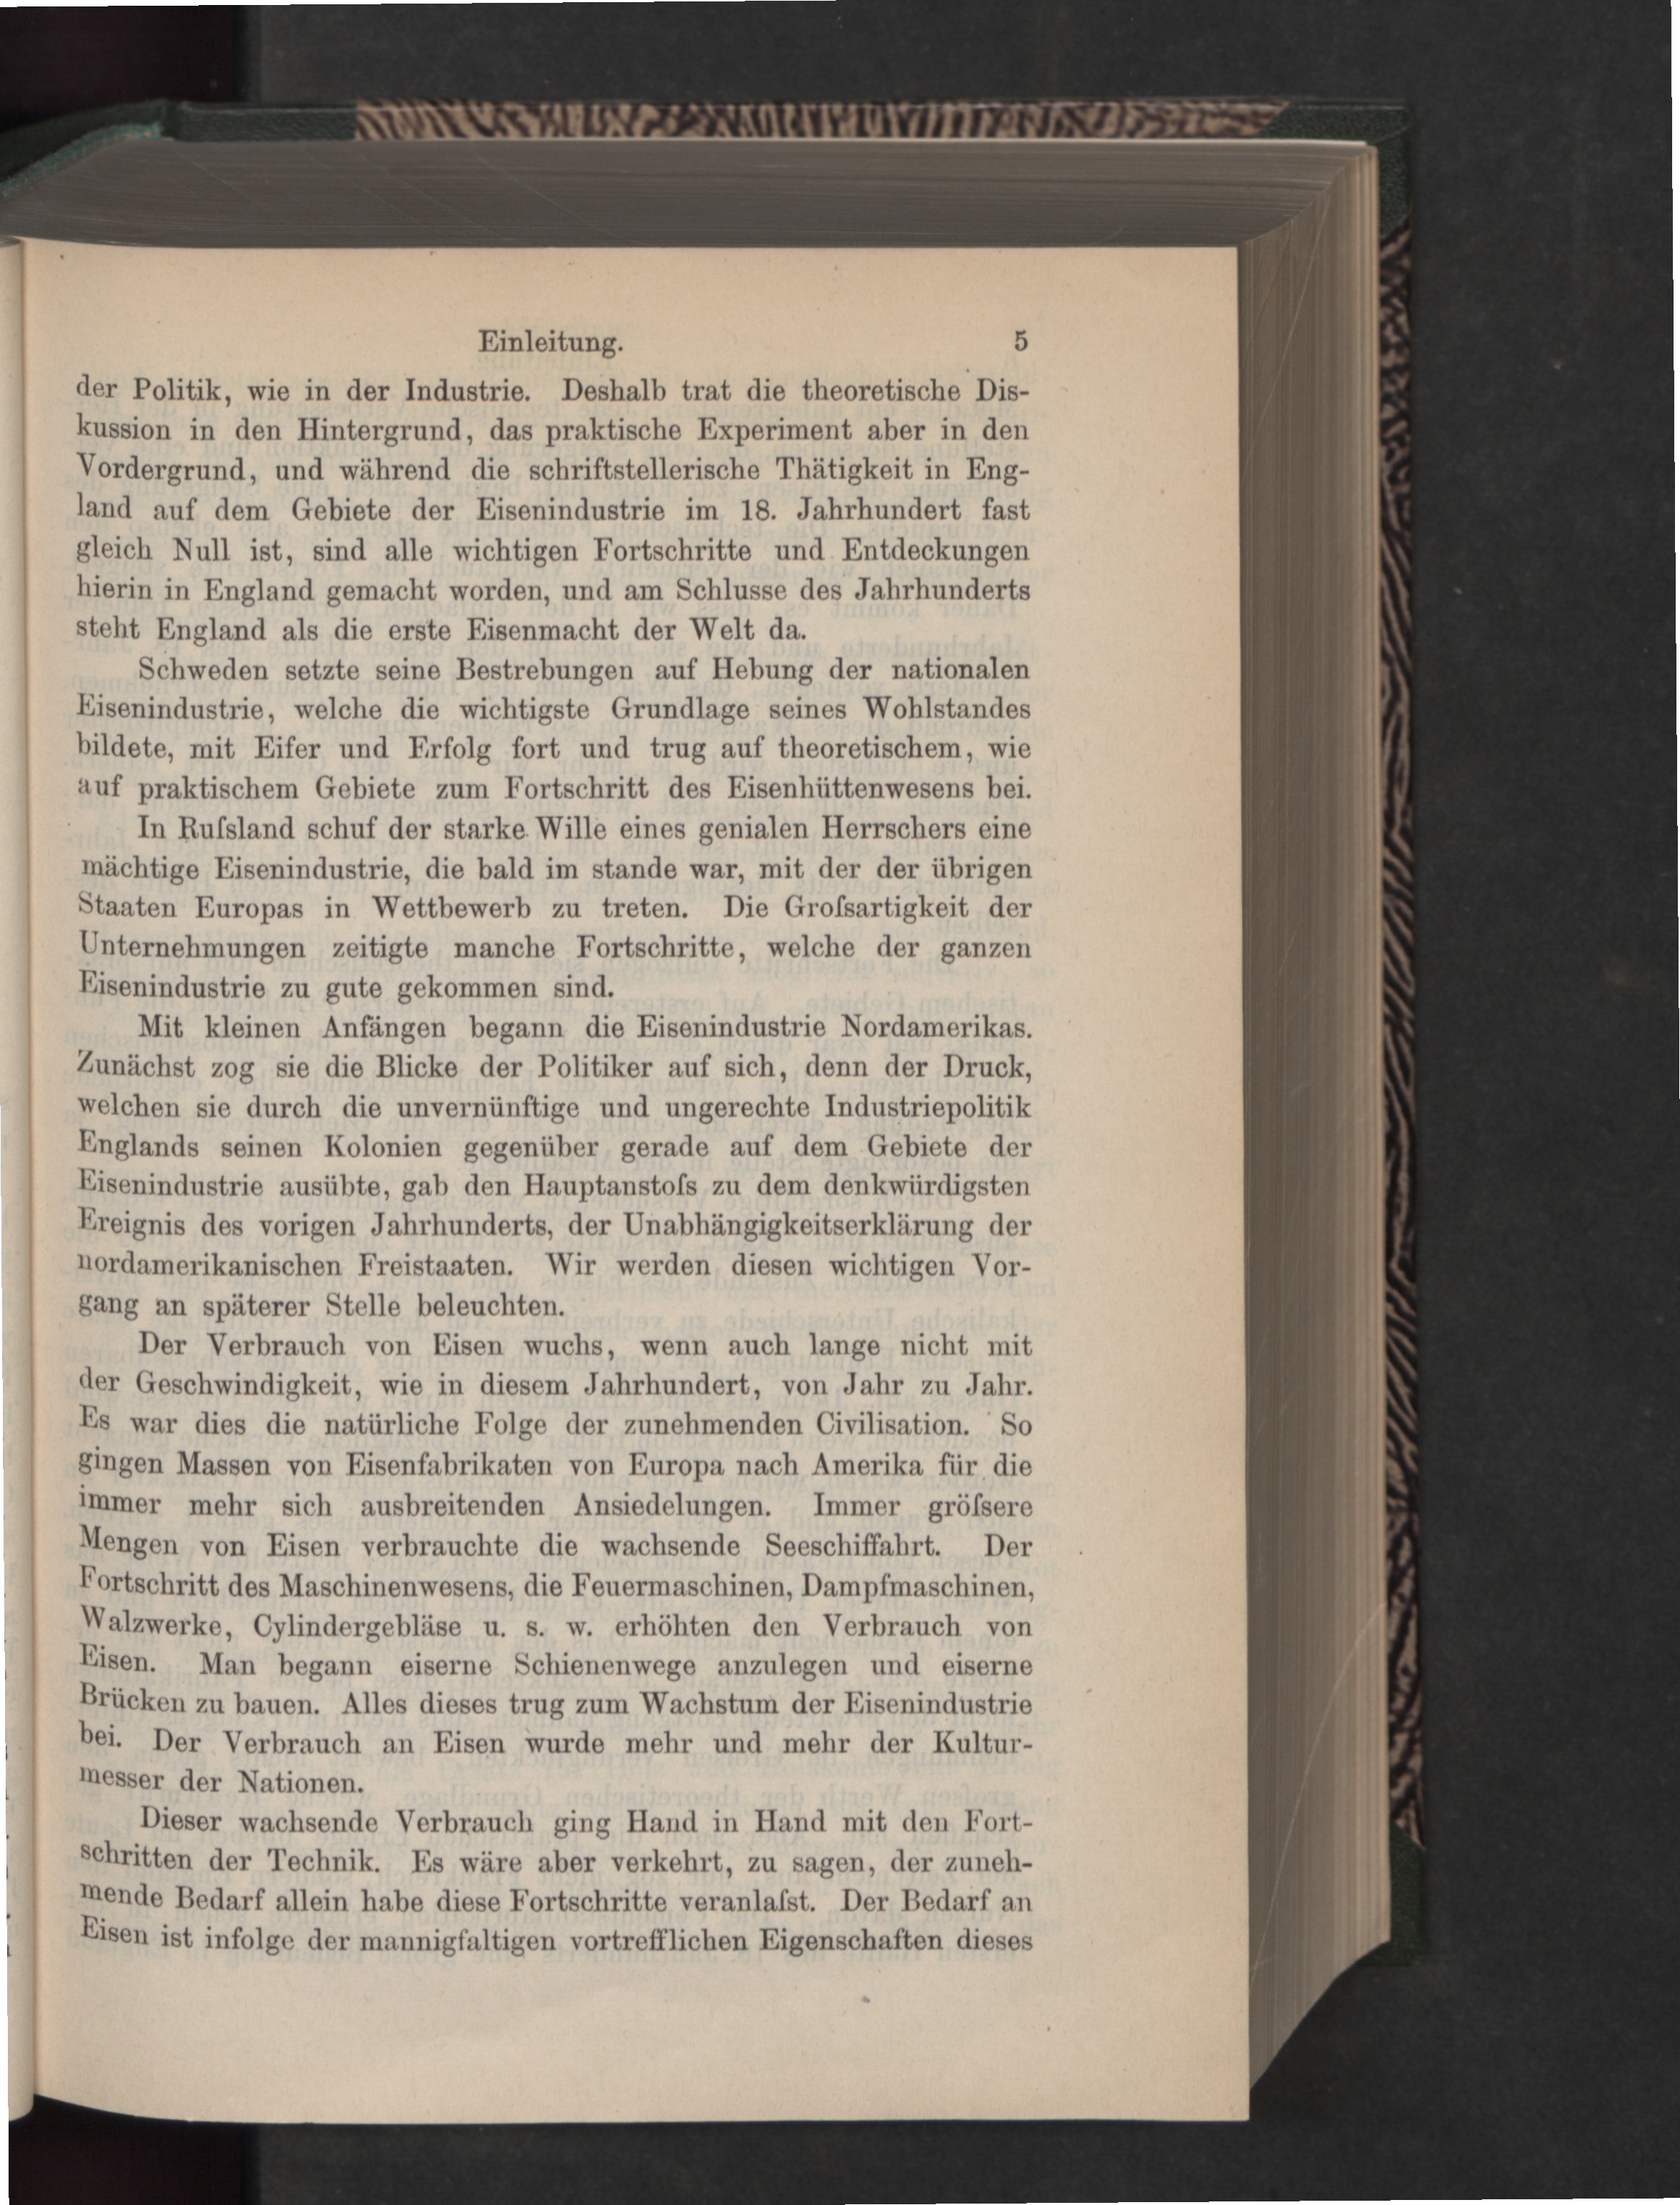 Einleitung. 5
der Politik, wie in der Industrie. Deshalb trat die theoretische Dis-
kussion in den Hintergrund, das praktische Experiment aber in den
Vordergrund, und während die schriftstellerische Thätigkeit in Eng-
land auf dem Gebiete der Eisenindustrie im 18. Jahrhundert fast
gleich Null ist, sind alle wichtigen Fortschritte und Entdeckungen
hierin in England gemacht worden, und am Schlusse des Jahrhunderts
steht England als die erste Eisenmacht der Welt da.
Schweden setzte seine Bestrebungen auf Hebung der nationalen
Eisenindustrie, welche die wichtigste Grundlage seines Wohlstandes
bildete, mit Eifer und Erfolg fort und trug auf theoretischem, wie
auf praktischem Gebiete zum Fortschritt des Eisenhüttenwesens bei.
In Ruſsland schuf der starke Wille eines genialen Herrschers eine
mächtige Eisenindustrie, die bald im stande war, mit der der übrigen
Staaten Europas in Wettbewerb zu treten. Die Groſsartigkeit der
Unternehmungen zeitigte manche Fortschritte, welche der ganzen
Eisenindustrie zu gute gekommen sind.
Mit kleinen Anfängen begann die Eisenindustrie Nordamerikas.
Zunächst zog sie die Blicke der Politiker auf sich, denn der Druck,
welchen sie durch die unvernünftige und ungerechte Industriepolitik
Englands seinen Kolonien gegenüber gerade auf dem Gebiete der
Eisenindustrie ausübte, gab den Hauptanstoſs zu dem denkwürdigsten
Ereignis des vorigen Jahrhunderts, der Unabhängigkeitserklärung der
nordamerikanischen Freistaaten. Wir werden diesen wichtigen Vor-
gang an späterer Stelle beleuchten.
Der Verbrauch von Eisen wuchs, wenn auch lange nicht mit
der Geschwindigkeit, wie in diesem Jahrhundert, von Jahr zu Jahr.
Es war dies die natürliche Folge der zunehmenden Civilisation. So
gingen Massen von Eisenfabrikaten von Europa nach Amerika für die
immer mehr sich ausbreitenden Ansiedelungen. Immer gröſsere
Mengen von Eisen verbrauchte die wachsende Seeschiffahrt. Der
Fortschritt des Maschinenwesens, die Feuermaschinen, Dampfmaschinen,
Walzwerke, Cylindergebläse u. s. w. erhöhten den Verbrauch von
Eisen. Man begann eiserne Schienenwege anzulegen und eiserne
Brücken zu bauen. Alles dieses trug zum Wachstum der Eisenindustrie
bei. Der Verbrauch an Eisen wurde mehr und mehr der Kultur-
messer der Nationen.
Dieser wachsende Verbrauch ging Hand in Hand mit den Fort-
schritten der Technik. Es wäre aber verkehrt, zu sagen, der zuneh-
mende Bedarf allein habe diese Fortschritte veranlaſst. Der Bedarf an
Eisen ist infolge der mannigfaltigen vortrefflichen Eigenschaften dieses